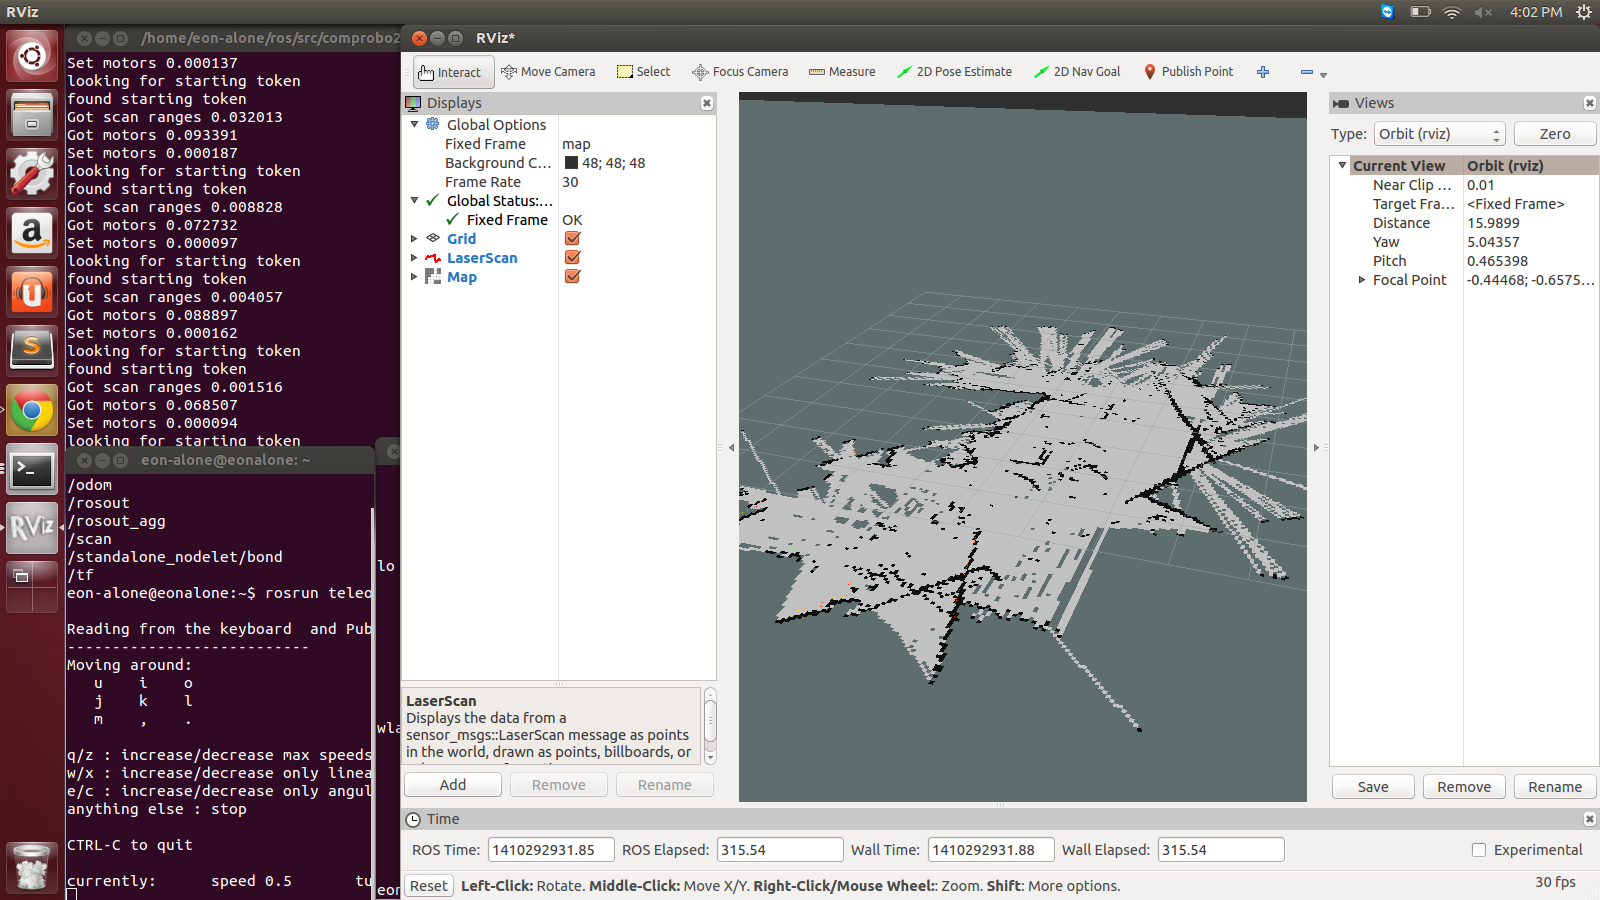 RViz
4:02 PM
/home/eon-alone/ros/src/comprobo2
Set motors 0.000137
looking for starting token
found starting token
Got scan ranges 0.032013
Got motors 0.093391
Set motors 0.000187
looking for starting token
found starting token
Got scan ranges 0.008828
Got motors 0.072732
Set motors 0.000097
looking for starting token
found starting token
Got scan ranges 0.004057
Got motors 0.088897
Set motors 0.000162
looking for starting token
found starting token
Got scan ranges 0.001516
Got motors 0.068507
Set motors 0.000094
looking for starting token
eon-alone@eonalone: ~
/odom
/rosout
/rosout_agg
/scan
/standalone_nodelet/bond
/tf
eon-alone@eonalone:~$ rosrun teleo
Reading from the keyboard  and Pub
---------------------------
Moving around:
u i o
j k l
m , .
q/z : increase/decrease max speeds
w/x : increase/decrease only linea
e/c : increase/decrease only angul
anything else : stop
CTRL-C to quit
currently: speed 0.5 tu
lo
wla
eon
RViz*
Interact Move Camera Select Focus Camera Measure 2D Pose Estimate 2D Nav Goal Publish Point
Displays
Global Options
Fixed Frame map
Background C... 48; 48; 48
Frame Rate 30
Global Status:...
Fixed Frame OK
Grid
LaserScan
Map
LaserScan
Displays the data from a
sensor_msgs::LaserScan message as points
in the world, drawn as points, billboards, or
Add Remove Rename
Views
Type: Orbit (rviz) Zero
Current View Orbit (rviz)
Near Clip ... 0.01
Target Fra... <Fixed Frame>
Distance 15.9899
Yaw 5.04357
Pitch 0.465398
Focal Point -0.44468; -0.6575...
Save Remove Rename
Time
ROS Time: 1410292931.85 ROS Elapsed: 315.54 Wall Time: 1410292931.88 Wall Elapsed: 315.54 Experimental
Reset Left-Click: Rotate. Middle-Click: Move X/Y. Right-Click/Mouse Wheel:: Zoom. Shift: More options. 30 fps
RViz